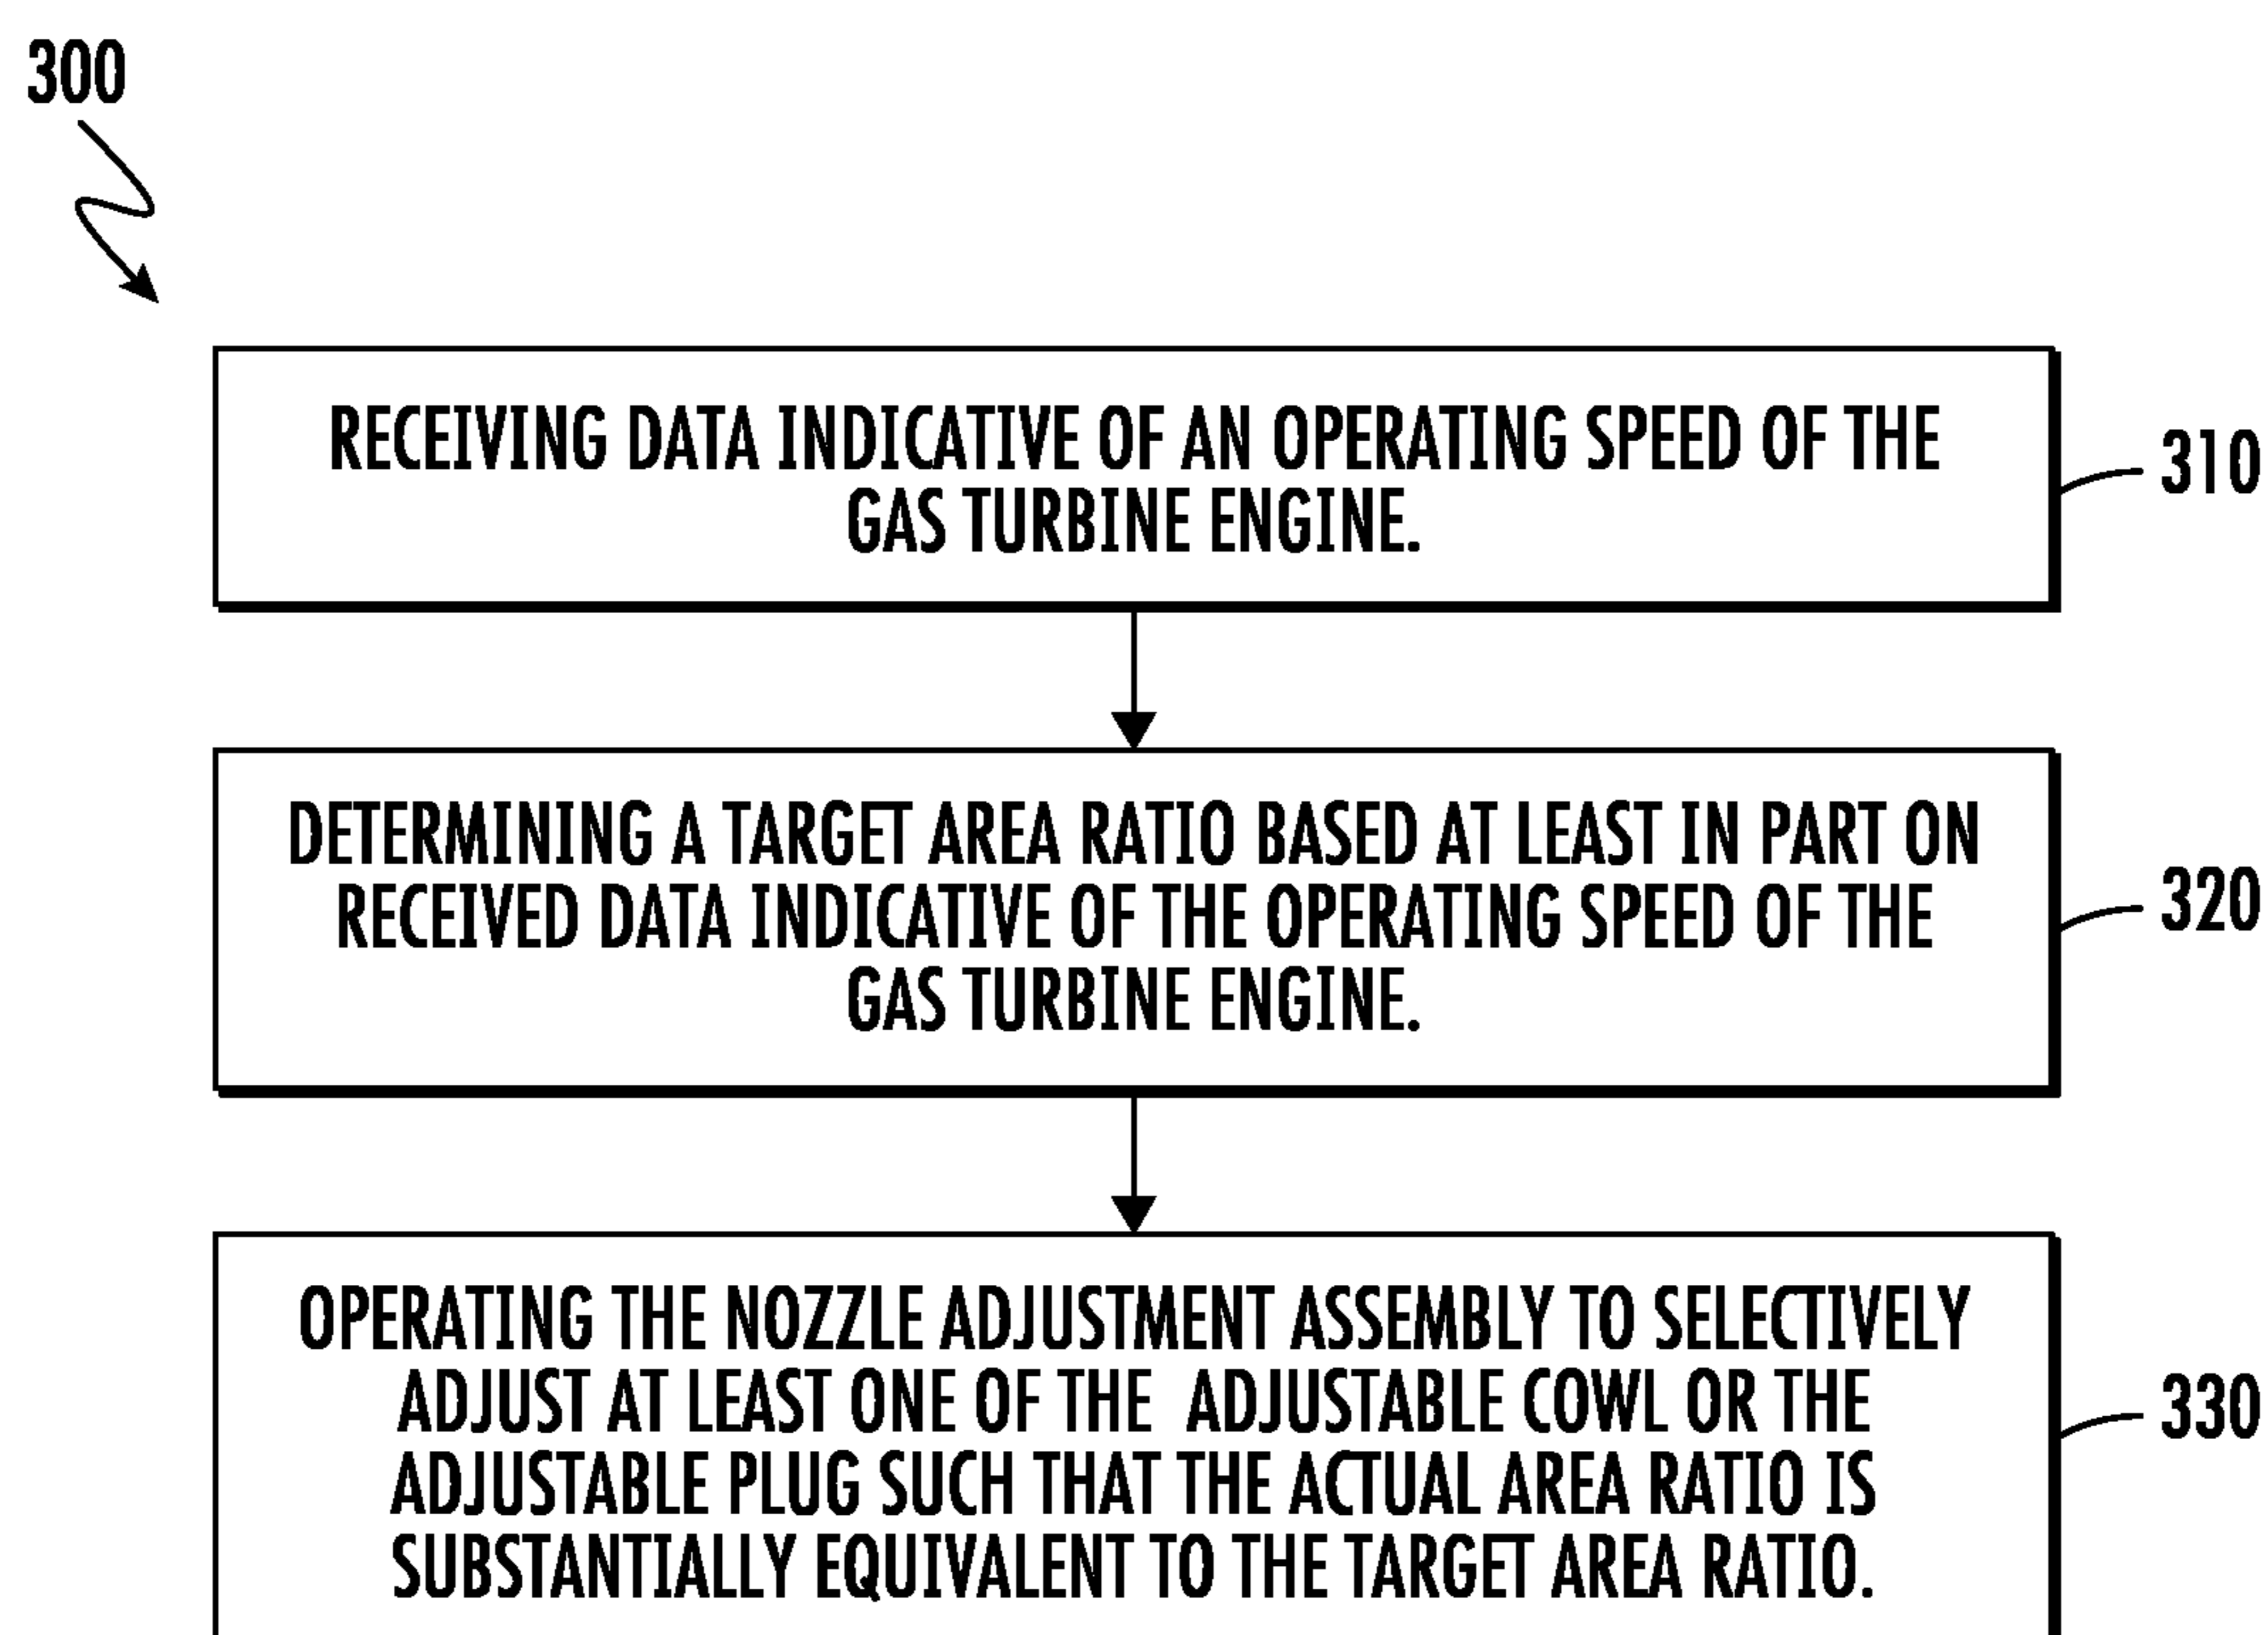 300
RECEIVING DATA INDICATIVE OF AN OPERATING SPEED OF THE
GAS TURBINE ENGINE.
310
DETERMINING A TARGET AREA RATIO BASED AT LEAST IN PART ON
RECEIVED DATA INDICATIVE OF THE OPERATING SPEED OF THE
GAS TURBINE ENGINE.
320
OPERATING THE NOZZLE ADJUSTMENT ASSEMBLY TO SELECTIVELY
ADJUST AT LEAST ONE OF THE ADJUSTABLE COWL OR THE
ADJUSTABLE PLUG SUCH THAT THE ACTUAL AREA RATIO IS
SUBSTANTIALLY EQUIVALENT TO THE TARGET AREA RATIO.
330